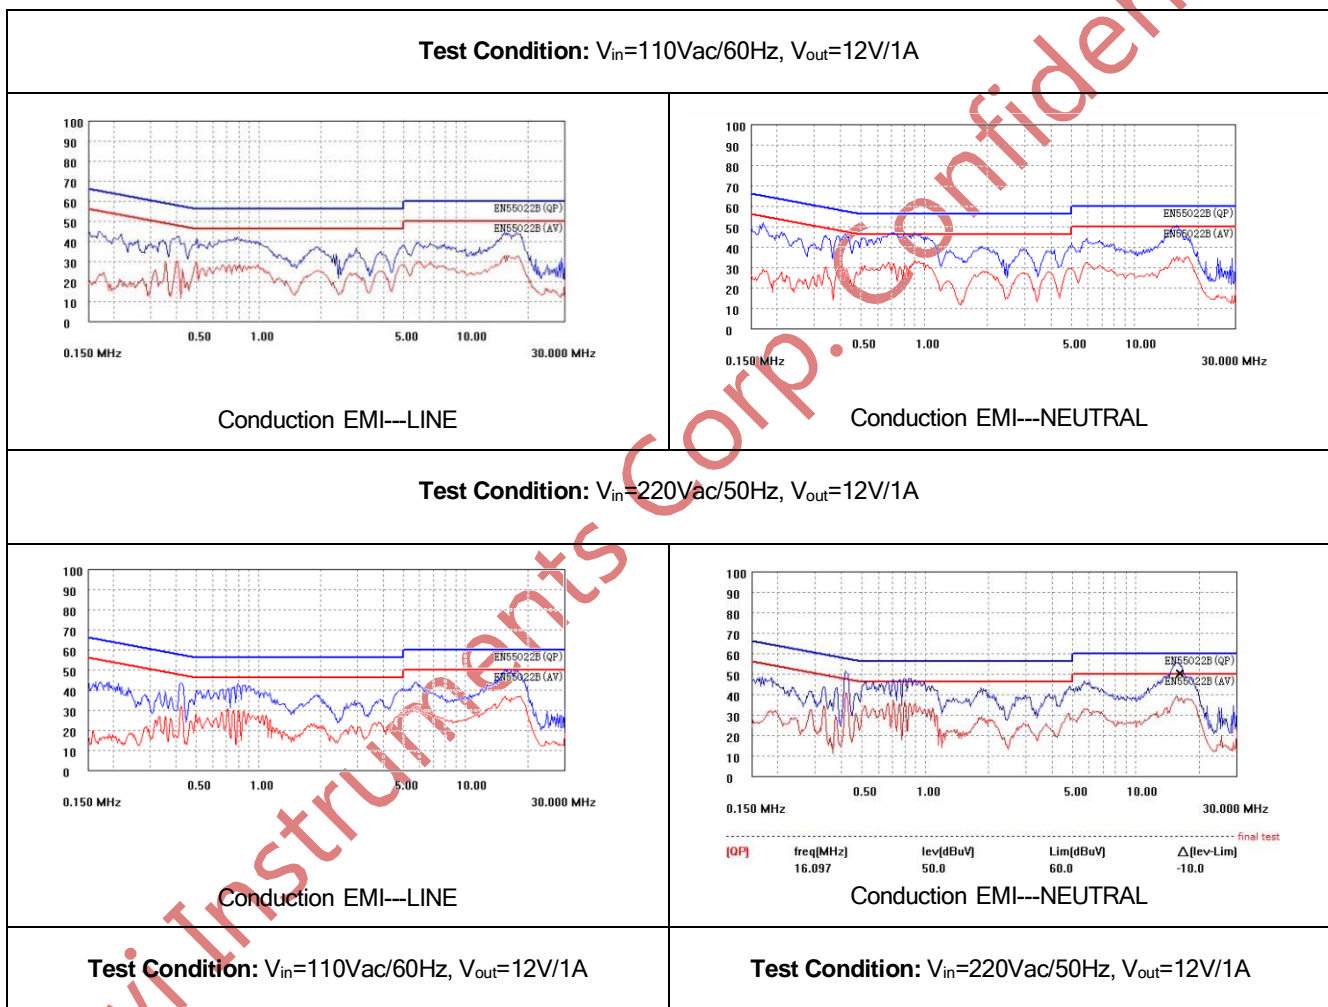 Test Condition: Vin=110Vac/60Hz, Vout=12V/1A
100
90
80
70
60
50
40
30
20
10
0
EN55022B(QP)
EN55022B(AV)
0.50 1.00 5.00 10.00
0.150 MHz 30.000 MHz
Conduction EMI---LINE
100
90
80
70
60
50
40
30
20
10
0
EN55022B(QP)
EN55022B(AV)
0.50 1.00 5.00 10.00
0.150 MHz 30.000 MHz
Conduction EMI---NEUTRAL
Test Condition: Vin=220Vac/50Hz, Vout=12V/1A
100
90
80
70
60
50
40
30
20
10
0
EN55022B(QP)
EN55022B(AV)
0.50 1.00 5.00 10.00
0.150 MHz 30.000 MHz
Conduction EMI---LINE
100
90
80
70
60
50
40
30
20
10
0
EN55022B(QP)
EN55022B(AV)
0.50 1.00 5.00 10.00
0.150 MHz 30.000 MHz
final test
[QP] freq[MHz] lev[dBuV] Lim[dBuV] △[lev-Lim]
16.097 50.0 60.0 -10.0
Conduction EMI---NEUTRAL
Test Condition: Vin=110Vac/60Hz, Vout=12V/1A
Test Condition: Vin=220Vac/50Hz, Vout=12V/1A
Instruments Corp. Confiden